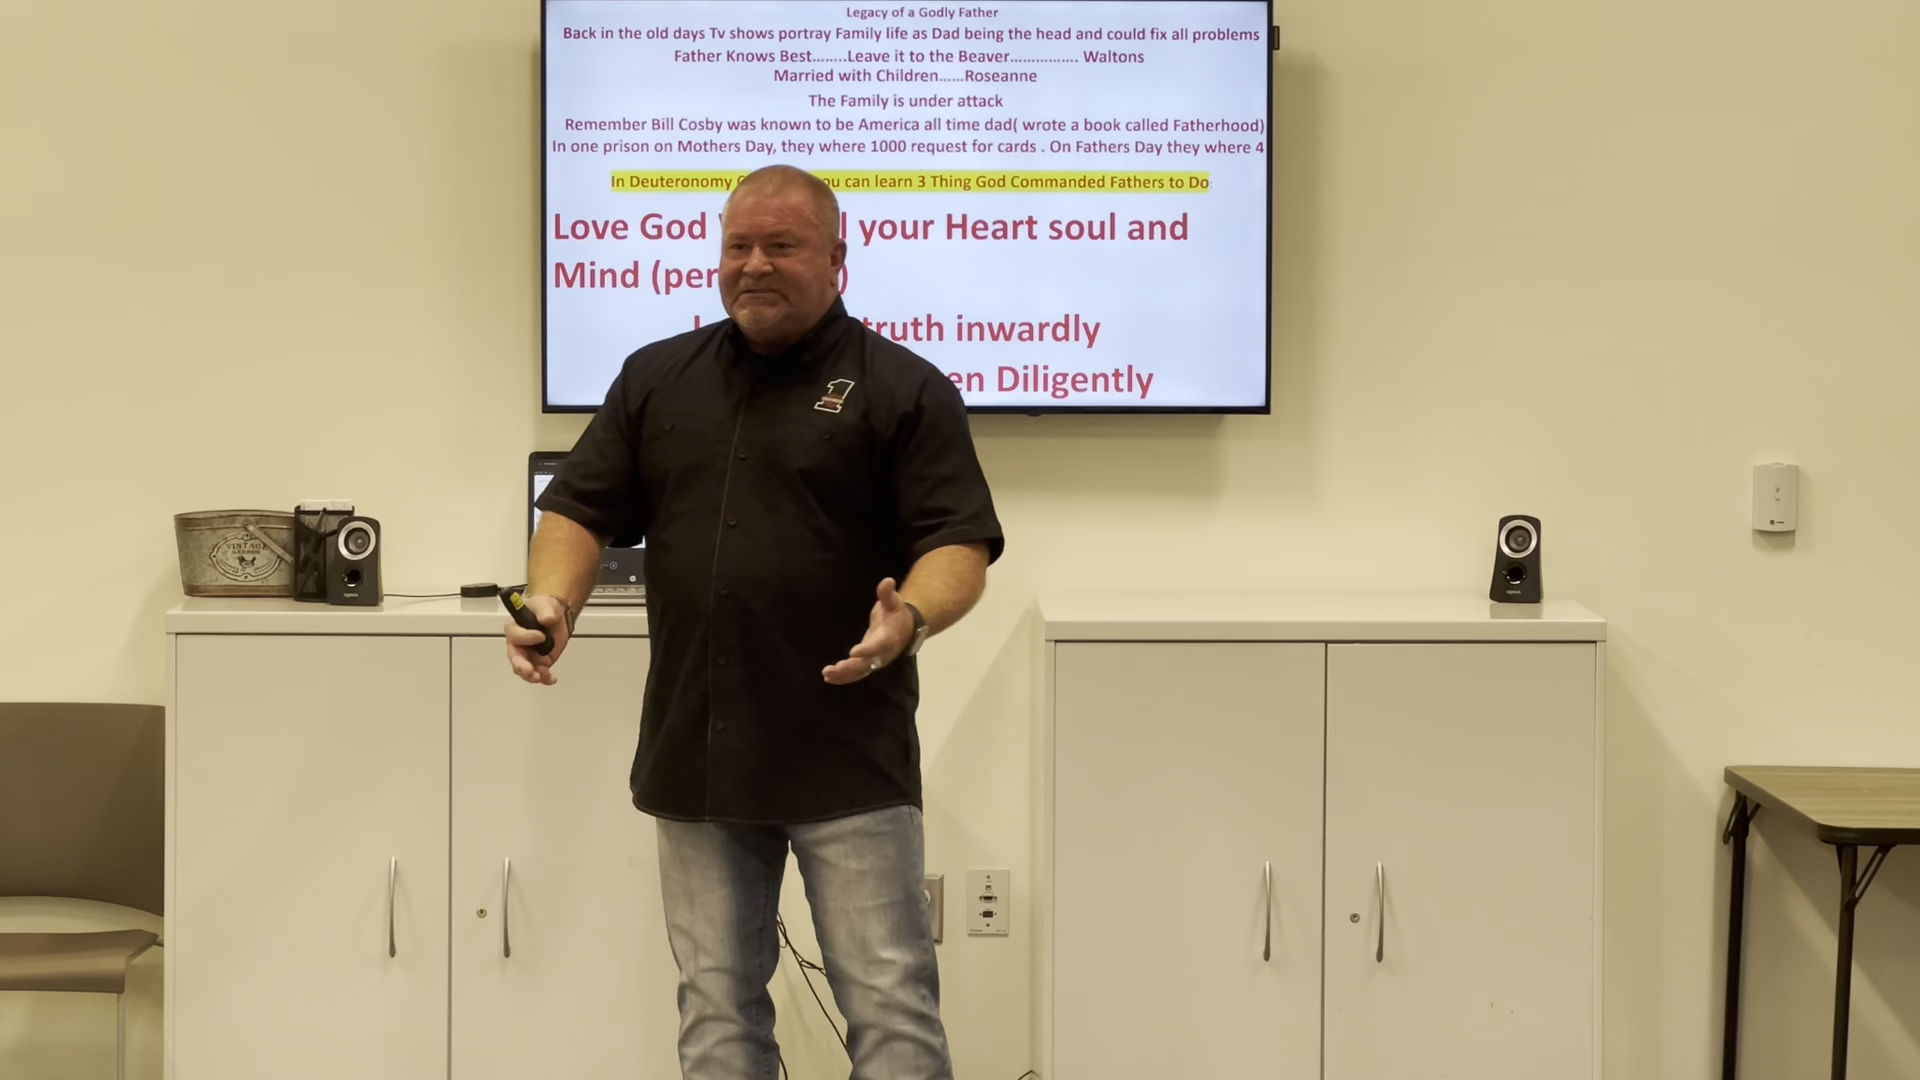 Legacy of a Godly Father
Back in the old days Tv shows portray Family life as Dad being the head and could fix all problems
Father Knows Best........Leave it to the Beaver................ Waltons
Married with Children......Roseanne
The Family is under attack
Remember Bill Cosby was known to be America all time dad( wrote a book called Fatherhood)
In one prison on Mothers Day, they where 1000 request for cards . On Fathers Day they where 4
In Deuteronomy you can learn 3 Thing God Commanded Fathers to Do
Love God your Heart soul and
Mind
truth inwardly
Diligently
1
VINTAGE